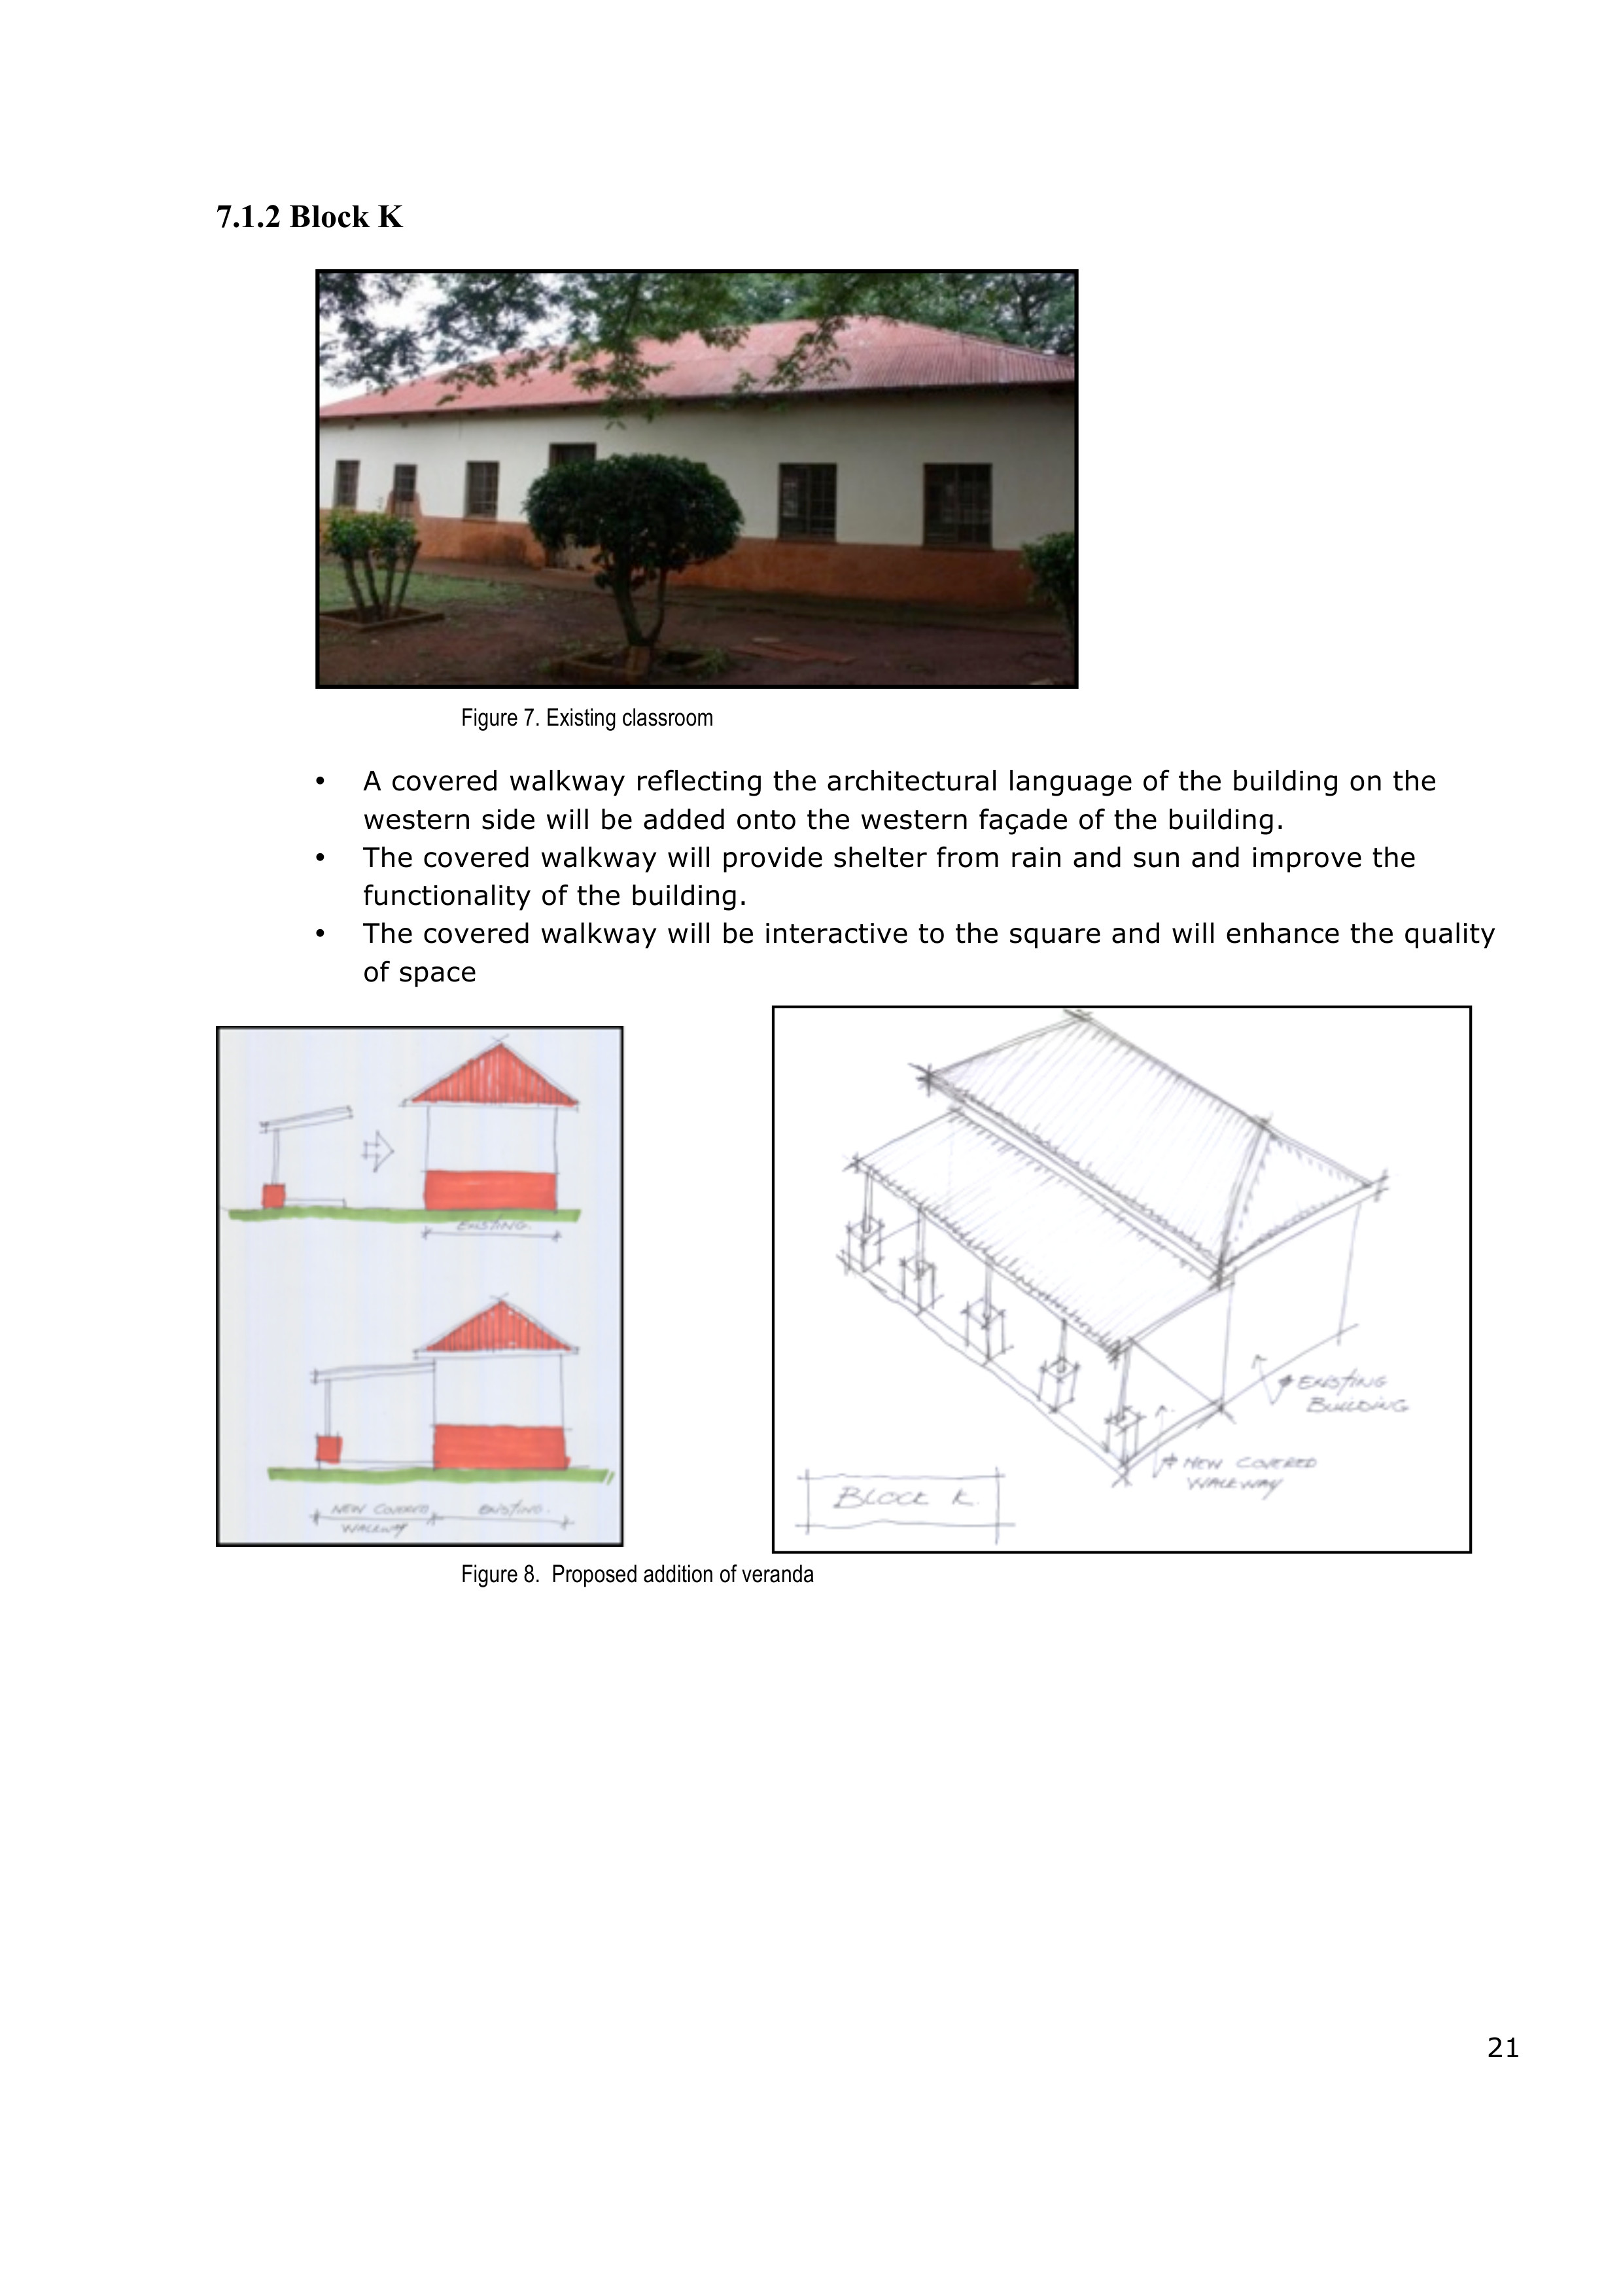 7.1.2 Block K
Figure 7. Existing classroom
• A covered walkway reflecting the architectural language of the building on the
western side will be added onto the western façade of the building.
• The covered walkway will provide shelter from rain and sun and improve the
functionality of the building.
• The covered walkway will be interactive to the square and will enhance the quality
of space
EXISTING.
NEW COVERED
WALKWAY
EXISTING.
EXISTING
BUILDING
NEW COVERED
WALKWAY
BLOCK K.
Figure 8. Proposed addition of veranda
21